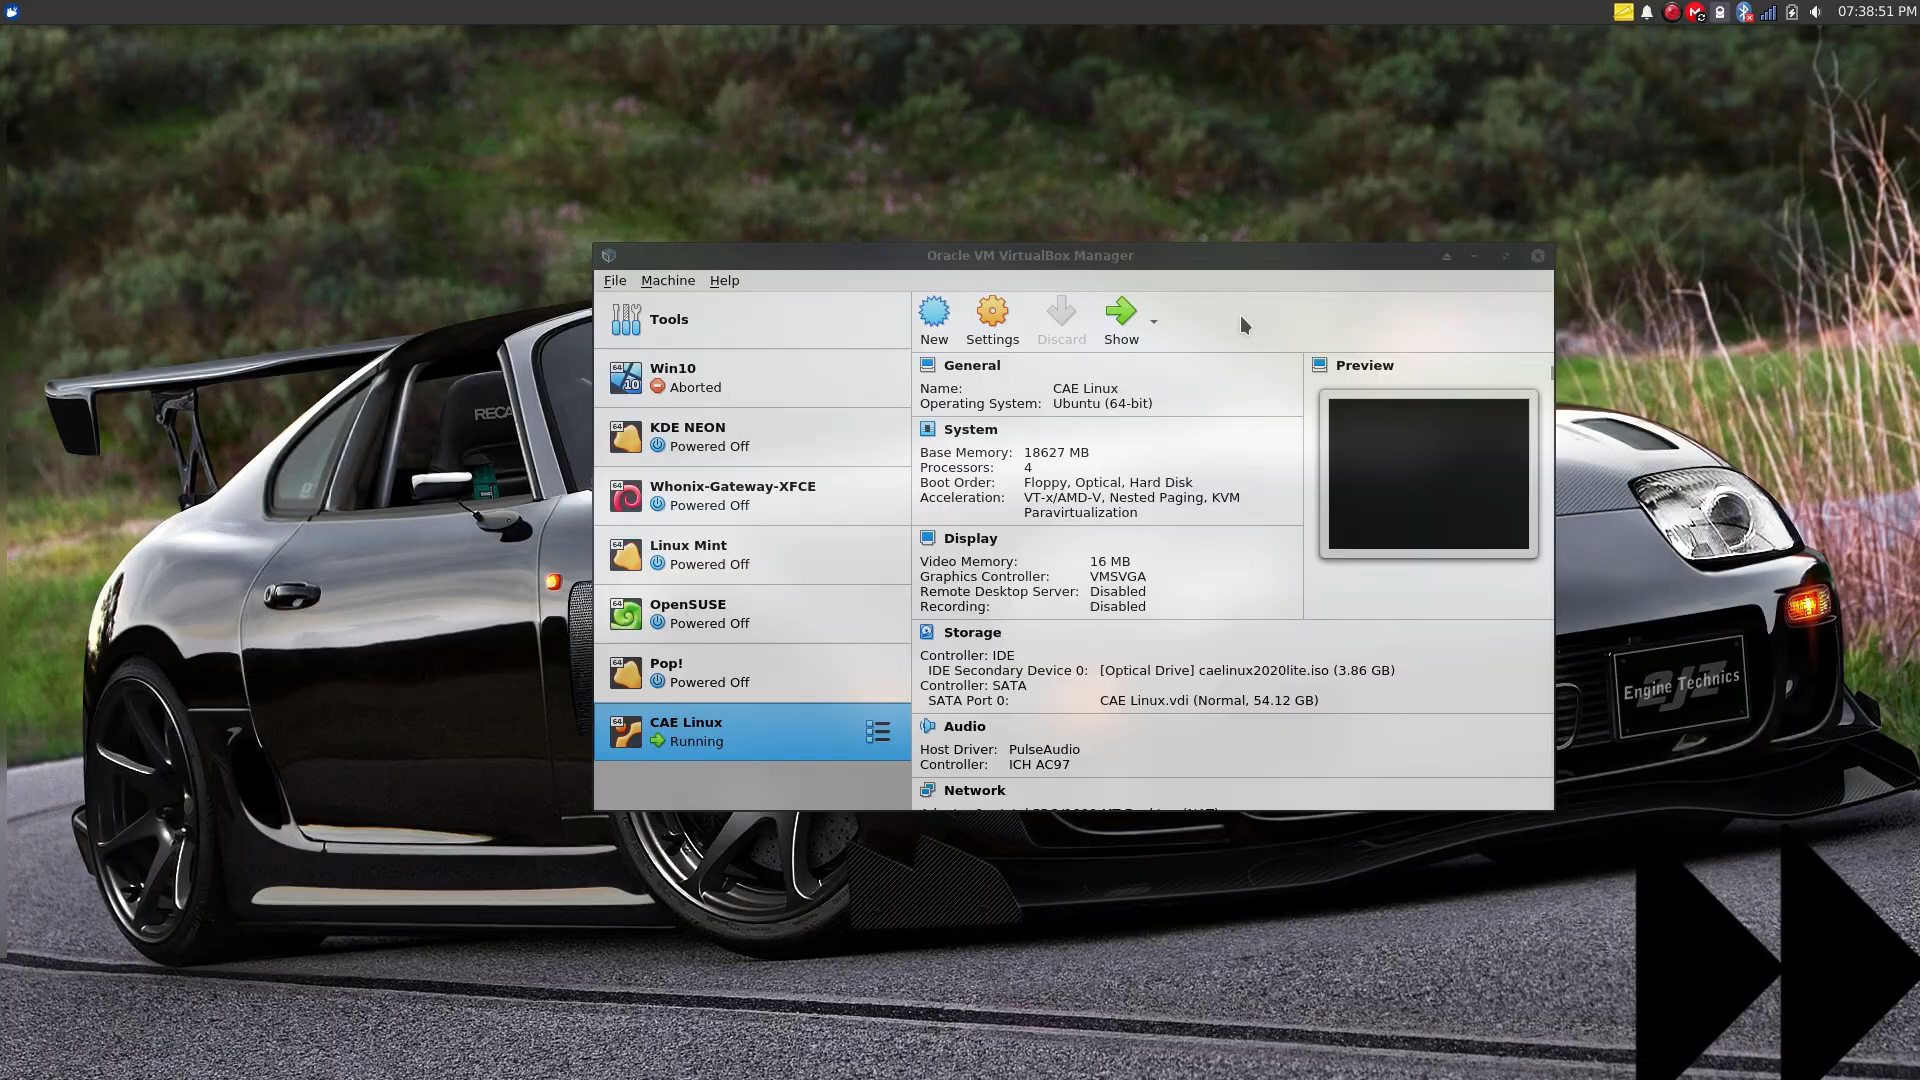 07:38:51 PM
Oracle VM VirtualBox Manager
File Machine Help
Tools
New Settings Discard Show
Win10
Aborted
KDE NEON
Powered Off
Whonix-Gateway-XFCE
Powered Off
Linux Mint
Powered Off
OpenSUSE
Powered Off
Pop!
Powered Off
CAE Linux
Running
General
Name: CAE Linux
Operating System: Ubuntu (64-bit)
System
Base Memory: 18627 MB
Processors: 4
Boot Order: Floppy, Optical, Hard Disk
Acceleration: VT-x/AMD-V, Nested Paging, KVM
Paravirtualization
Display
Video Memory: 16 MB
Graphics Controller: VMSVGA
Remote Desktop Server: Disabled
Recording: Disabled
Preview
Storage
Controller: IDE
IDE Secondary Device 0: [Optical Drive] caelinux2020lite.iso (3.86 GB)
Controller: SATA
SATA Port 0: CAE Linux.vdi (Normal, 54.12 GB)
Audio
Host Driver: PulseAudio
Controller: ICH AC97
Network
RECA
2JZ
Engine Technics